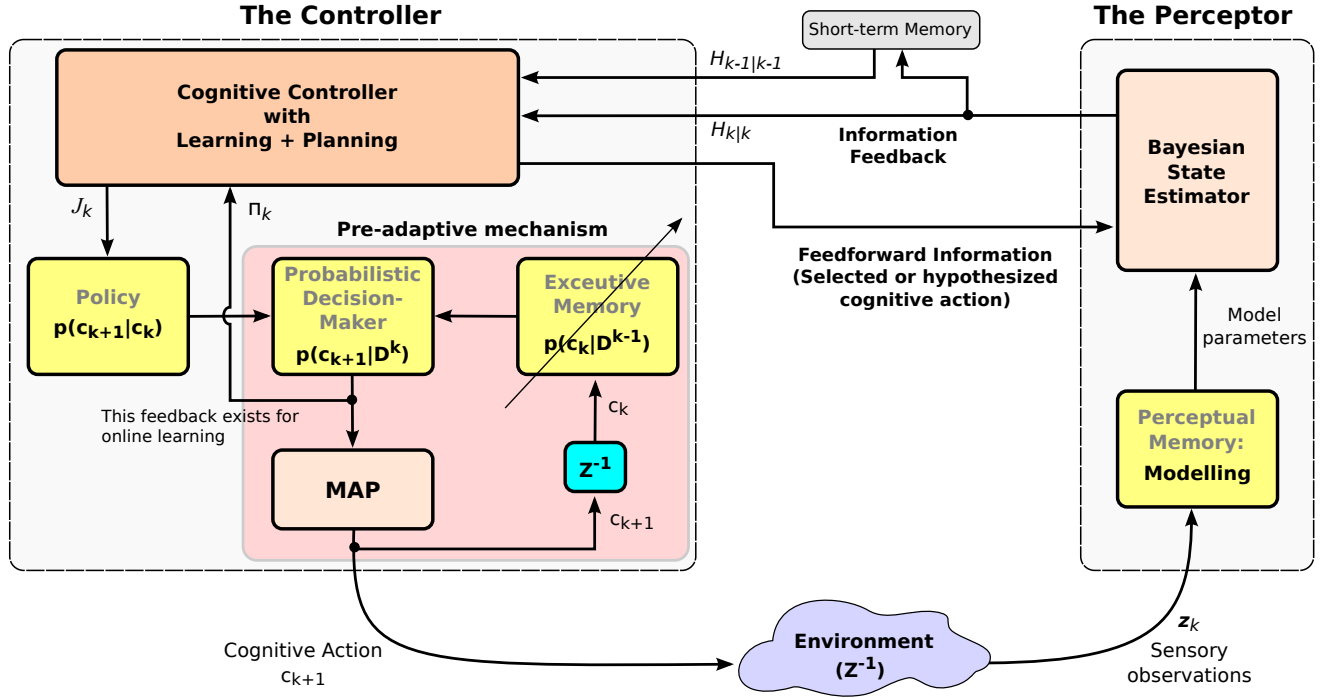 The Controller
The Perceptor
Short-term Memory
H_{k-1|k-1}
H_{k|k}
Information
Feedback
Cognitive Controller
with
Learning + Planning
Bayesian
State
Estimator
J_k
Π_k
Pre-adaptive mechanism
Feedforward Information
(Selected or hypothesized
cognitive action)
Policy
p(c_{k+1}|c_k)
Probabilistic
Decision-
Maker
p(c_{k+1}|D^k)
Exceutive
Memory
p(c_k|D^{k-1})
Model
parameters
This feedback exists for
online learning
c_k
Perceptual
Memory:
Modelling
MAP
Z^{-1}
c_{k+1}
Cognitive Action
c_{k+1}
Environment
(Z^{-1})
z_k
Sensory
observations